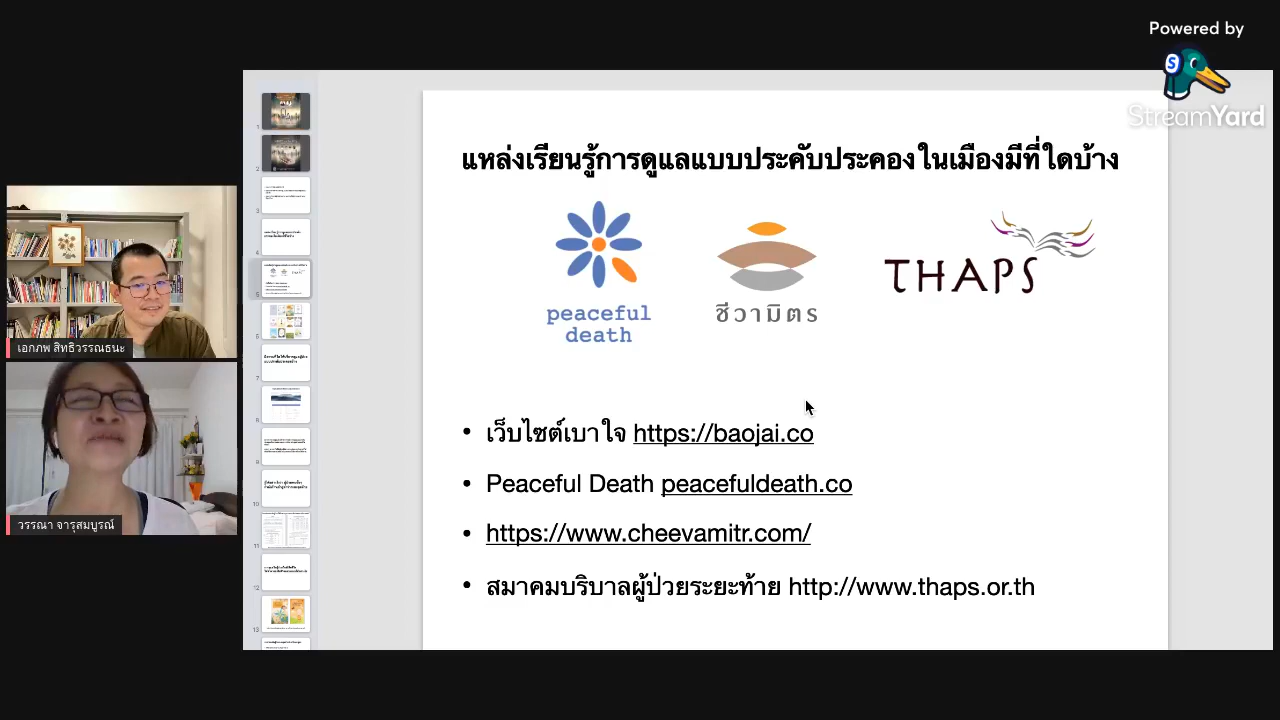 Powered by
StreamYard
แหล่งเรียนรู้การดูแลแบบประคับประคองในเมืองมีที่ใดบ้าง
peaceful
death
ชีวามิตร
THAPS
• เว็บไซต์เบาใจ https://baojai.co
• Peaceful Death peacefuldeath.co
• https://www.cheevamitr.com/
• สมาคมบริบาลผู้ป่วยระยะท้าย http://www.thaps.or.th
เอกภพ สิทธิวรรณธนะ
วรรณา จารุสมบูรณ์